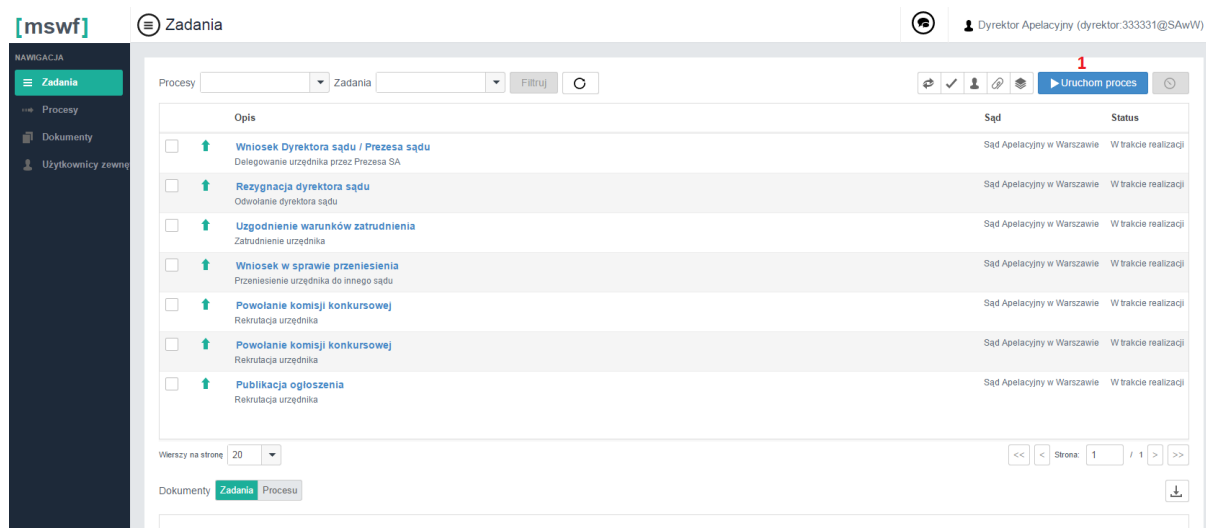 [mswf]
Zadania
Dyrektor Apelacyjny (dyrektor:333331@SAwW)
NAWIGACJA
Zadania
Procesy
Dokumenty
Użytkownicy zewnę
1
Procesy Zadania Filtruj Uruchom proces
Opis Sąd Status
Wniosek Dyrektora sądu / Prezesa sądu Sąd Apelacyjny w Warszawie W trakcie realizacji
Delegowanie urzędnika przez Prezesa SA
Rezygnacja dyrektora sądu Sąd Apelacyjny w Warszawie W trakcie realizacji
Odwołanie dyrektora sądu
Uzgodnienie warunków zatrudnienia Sąd Apelacyjny w Warszawie W trakcie realizacji
Zatrudnienie urzędnika
Wniosek w sprawie przeniesienia Sąd Apelacyjny w Warszawie W trakcie realizacji
Przeniesienie urzędnika do innego sądu
Powołanie komisji konkursowej Sąd Apelacyjny w Warszawie W trakcie realizacji
Rekrutacja urzędnika
Powołanie komisji konkursowej Sąd Apelacyjny w Warszawie W trakcie realizacji
Rekrutacja urzędnika
Publikacja ogłoszenia Sąd Apelacyjny w Warszawie W trakcie realizacji
Rekrutacja urzędnika
Wierszy na stronę 20 << < Strona: 1 / 1 > >>
Dokumenty Zadania Procesu